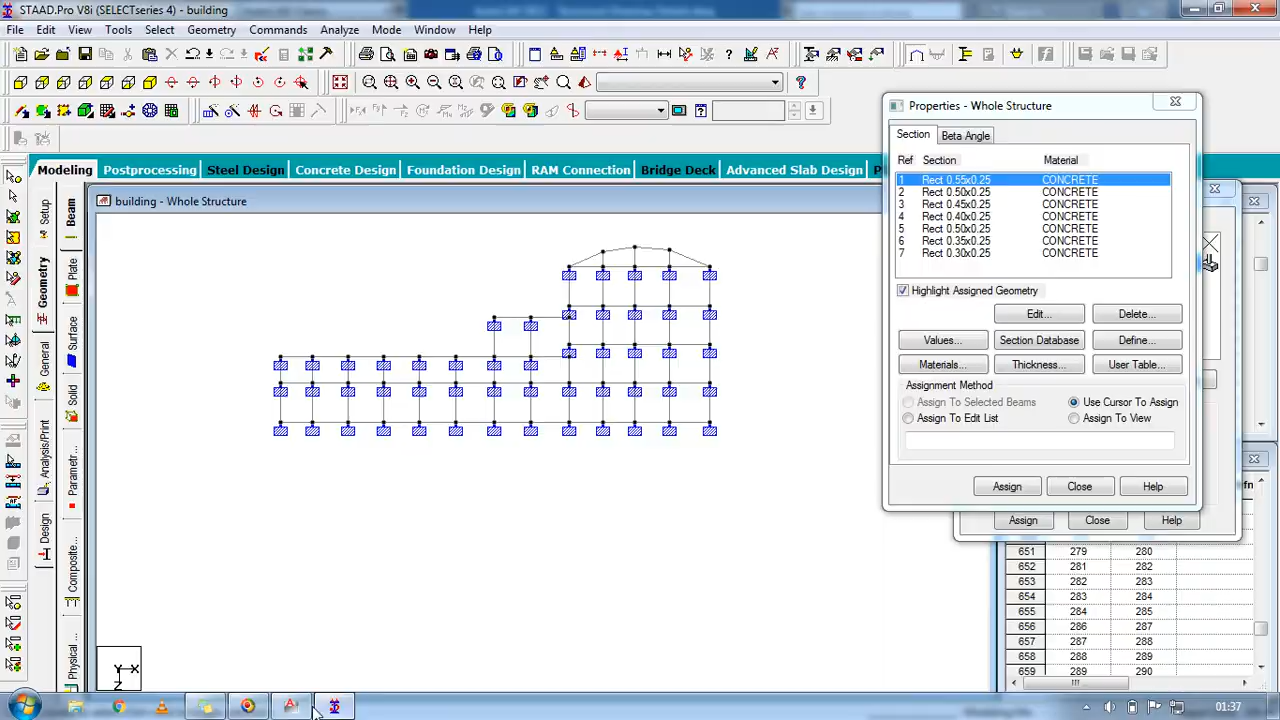 STAAD.Pro V8i (SELECTseries 4) - building
File Edit View Tools Select Geometry Commands Analyze Mode Window Help
Modeling Postprocessing Steel Design Concrete Design Foundation Design RAM Connection Bridge Deck Advanced Slab Design
building - Whole Structure
Setup
Geometry
General
Analysis/Print
Design
Beam
Plate
Surface
Solid
Parametr...
Composite...
Physical ...
Properties - Whole Structure
Section Beta Angle
Ref Section Material
1 Rect 0.55x0.25 CONCRETE
2 Rect 0.50x0.25 CONCRETE
3 Rect 0.45x0.25 CONCRETE
4 Rect 0.40x0.25 CONCRETE
5 Rect 0.50x0.25 CONCRETE
6 Rect 0.35x0.25 CONCRETE
7 Rect 0.30x0.25 CONCRETE
Highlight Assigned Geometry
Edit... Delete...
Values... Section Database Define...
Materials... Thickness... User Table...
Assignment Method
Assign To Selected Beams Use Cursor To Assign
Assign To Edit List Assign To View
Assign Close Help
Assign Close Help
651 279 280
652 281 282
653 282 283
654 283 284
655 284 285
656 285 286
657 286 287
658 287 288
658 288 289
659 289 290
Y X
Z
01:37